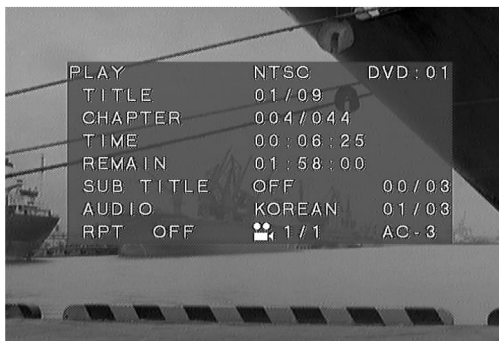 PLAY NTSC DVD:01
TITLE 01/09
CHAPTER 004/044
TIME 00:06:25
REMAIN 01:58:00
SUB TITLE OFF 00/03
AUDIO KOREAN 01/03
RPT OFF 1/1 AC-3